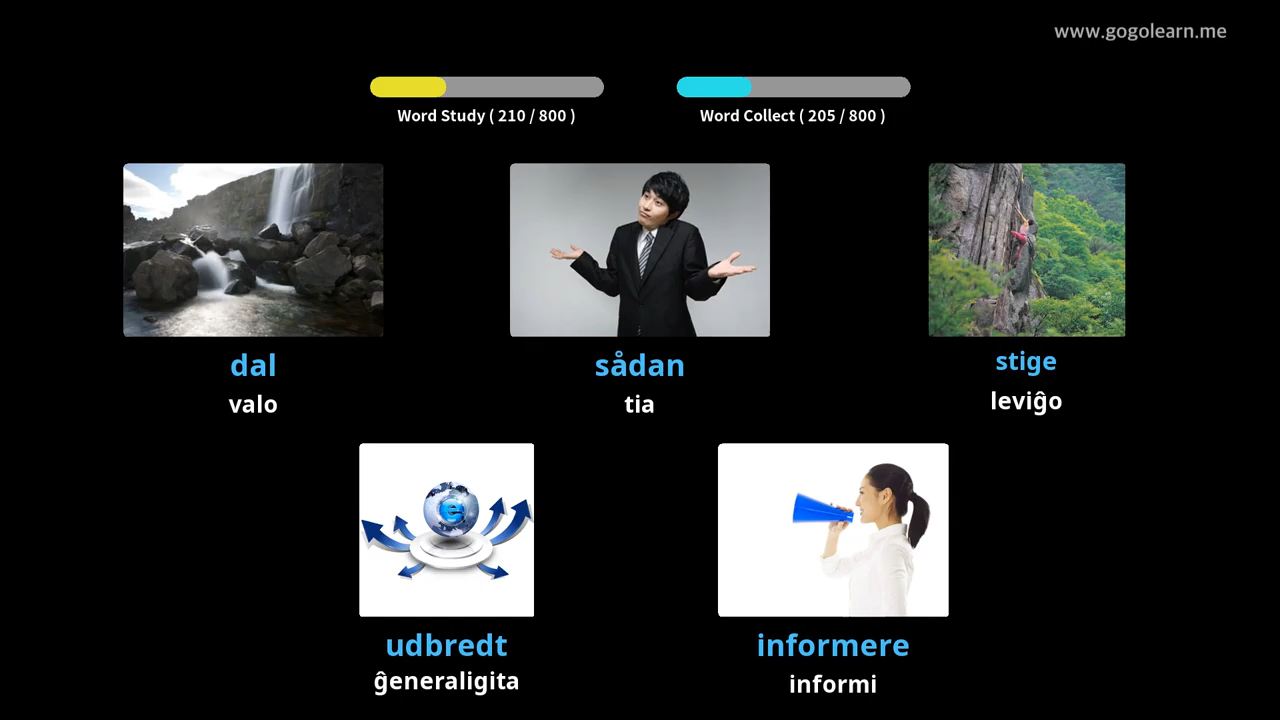 www.gogolearn.me
Word Study ( 210 / 800 )
Word Collect ( 205 / 800 )
dal
sådan
stige
valo
tia
leviĝo
e
udbredt
informere
ĝeneraligita
informi